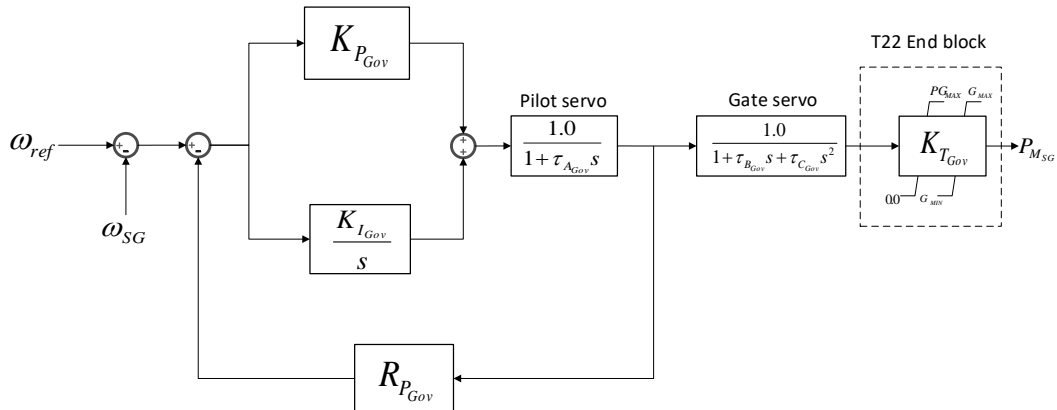 T22 End block
K_{P_{Gov}}
Pilot servo
Gate servo
PG_{MAX} G_{MAX}
ω_{ref}
+
-
+
-
+
+
1.0
1 + τ_{A_{Gov}} s
1.0
1 + τ_{B_{Gov}} s + τ_{C_{Gov}} s^2
K_{T_{Gov}}
P_{M_{SG}}
0.0 G_{MIN}
ω_{SG}
K_{I_{Gov}}
s
R_{P_{Gov}}